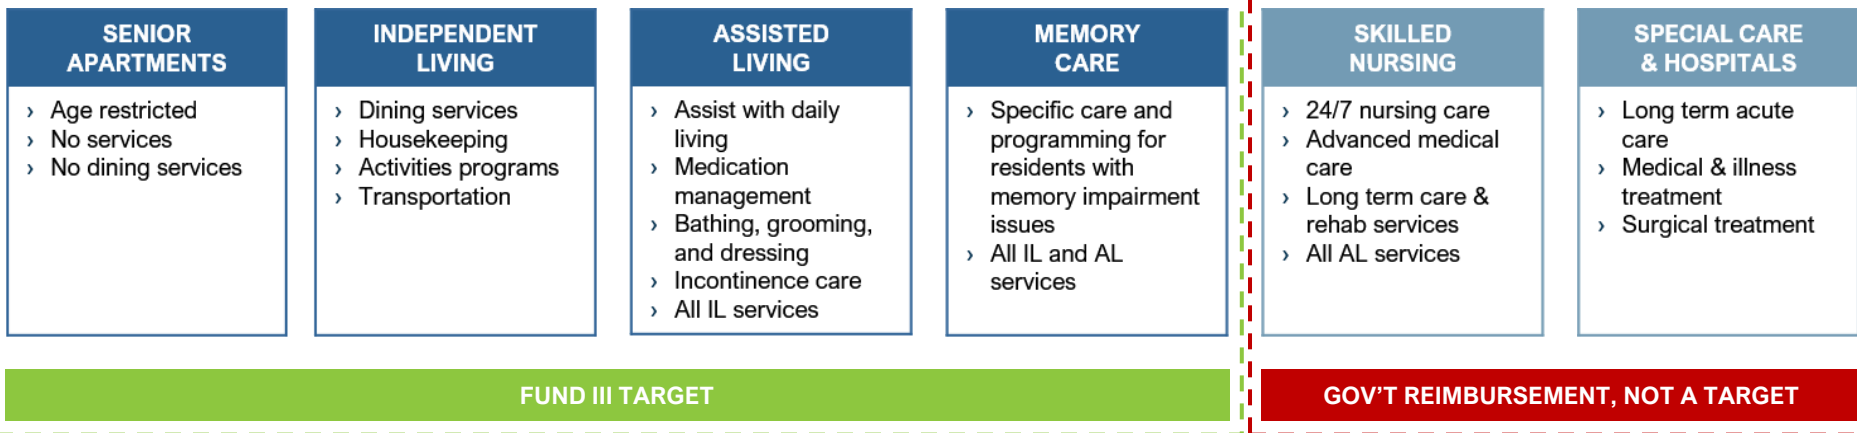 SENIOR
APARTMENTS
› Age restricted
› No services
› No dining services
INDEPENDENT
LIVING
› Dining services
› Housekeeping
› Activities programs
› Transportation
ASSISTED
LIVING
› Assist with daily
living
› Medication
management
› Bathing, grooming,
and dressing
› Incontinence care
› All IL services
MEMORY
CARE
› Specific care and
programming for
residents with
memory impairment
issues
› All IL and AL
services
SKILLED
NURSING
› 24/7 nursing care
› Advanced medical
care
› Long term care &
rehab services
› All AL services
SPECIAL CARE
& HOSPITALS
› Long term acute
care
› Medical & illness
treatment
› Surgical treatment
FUND III TARGET
GOV'T REIMBURSEMENT, NOT A TARGET